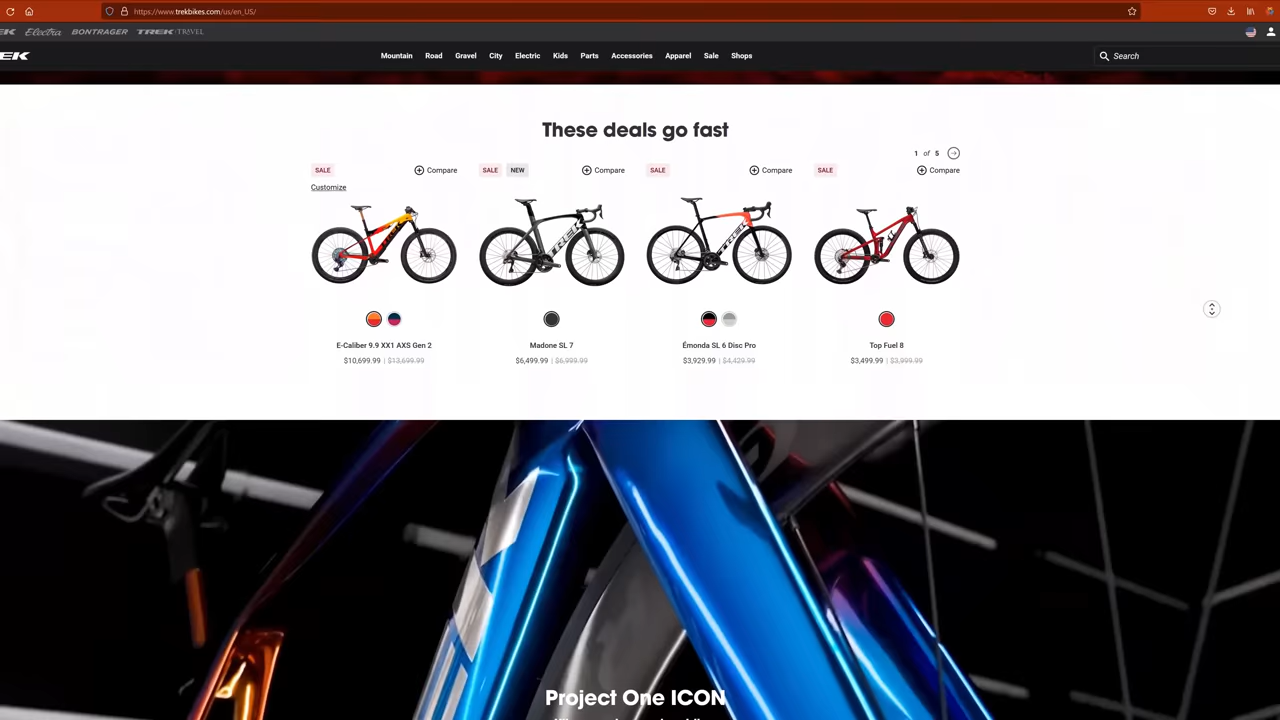 https://www.trekbikes.com/us/en_US/
EK Electra BONTRAGER TREK TRAVEL
EK Mountain Road Gravel City Electric Kids Parts Accessories Apparel Sale Shops Search
These deals go fast
1 of 5
SALE Compare SALE NEW Compare SALE Compare SALE Compare
Customize
TREK
TREK
E-Caliber 9.9 XX1 AXS Gen 2 Madone SL 7 Émonda SL 6 Disc Pro Top Fuel 8
$10,699.99 | $13,699.99 $6,499.99 | $6,999.99 $3,929.99 | $4,429.99 $3,499.99 | $3,999.99
Project One ICON